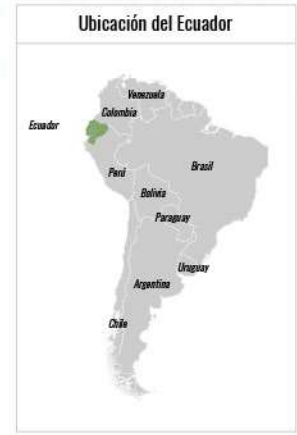 Ubicación del Ecuador
Venezuela
Colombia
Ecuador
Perú
Brasil
Bolivia
Paraguay
Uruguay
Argentina
Chile